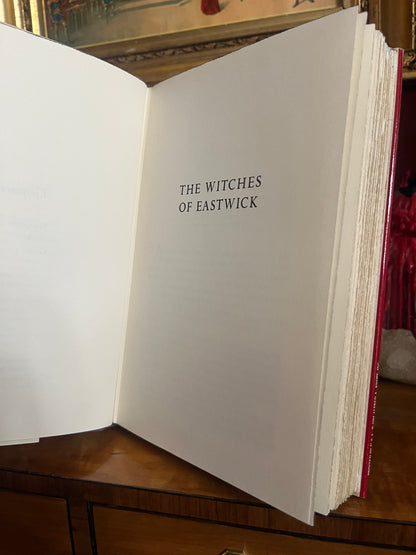 THE WITCHES
OF EASTWICK